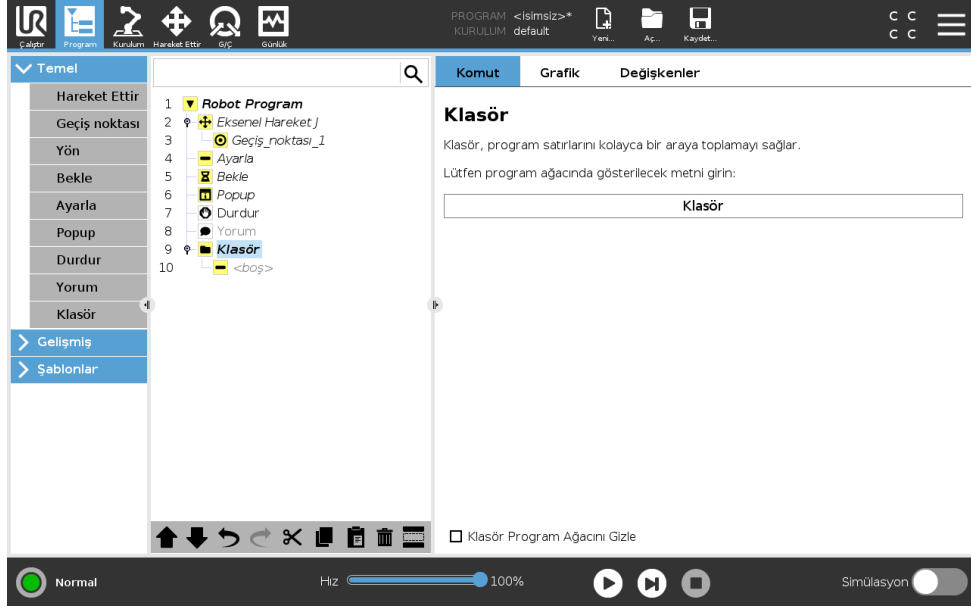 PROGRAM <isimsiz>*
KURULUM default
Çalıştır Program Kurulum Hareket Ettir G/Ç Günlük Yeni... Aç... Kaydet...
C C
C C
Temel
Hareket Ettir
Geçiş noktası
Yön
Bekle
Ayarla
Popup
Durdur
Yorum
Klasör
Gelişmiş
Şablonlar
1 Robot Program
2 Eksenel Hareket J
3 Geçiş_noktası_1
4 Ayarla
5 Bekle
6 Popup
7 Durdur
8 Yorum
9 Klasör
10 <boş>
Komut Grafik Değişkenler
Klasör
Klasör, program satırlarını kolayca bir araya toplamayı sağlar.
Lütfen program ağacında gösterilecek metni girin:
Klasör
Klasör Program Ağacını Gizle
Normal Hız 100% Simülasyon